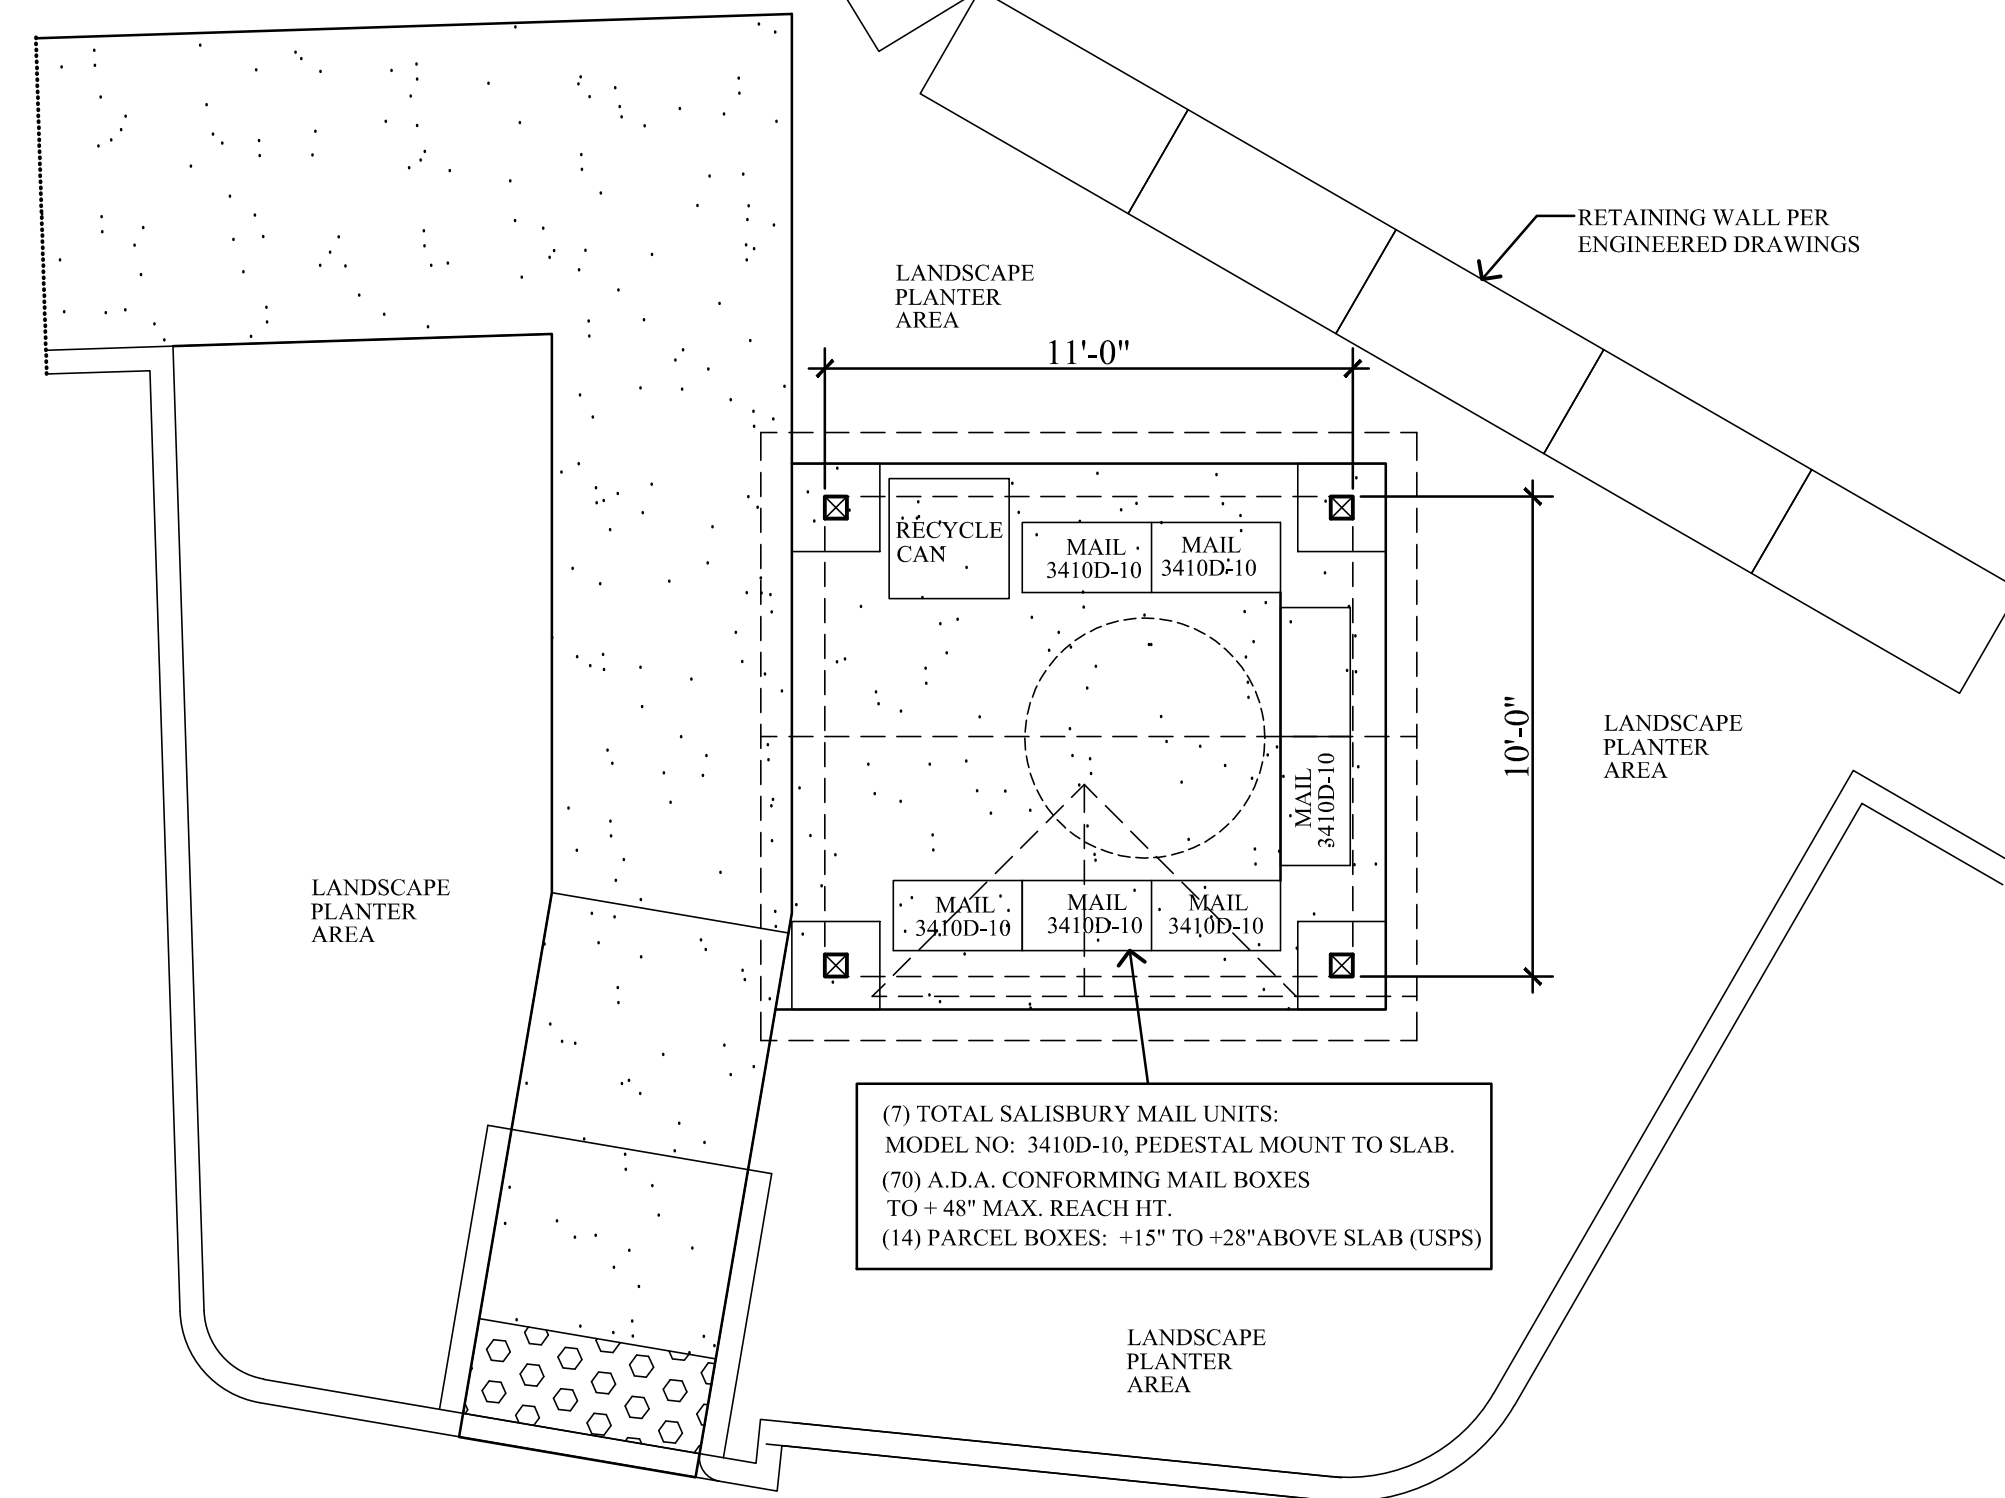 RETAINING WALL PER
ENGINEERED DRAWINGS
LANDSCAPE
PLANTER
AREA
11'-0"
RECYCLE
CAN
MAIL
3410D-10
MAIL
3410D-10
10'-0"
LANDSCAPE
PLANTER
AREA
MAIL
3410D-10
LANDSCAPE
PLANTER
AREA
MAIL
3410D-10
MAIL
3410D-10
MAIL
3410D-10
(7) TOTAL SALISBURY MAIL UNITS:
MODEL NO: 3410D-10, PEDESTAL MOUNT TO SLAB.
(70) A.D.A. CONFORMING MAIL BOXES
TO + 48" MAX. REACH HT.
(14) PARCEL BOXES: +15" TO +28"ABOVE SLAB (USPS)
LANDSCAPE
PLANTER
AREA